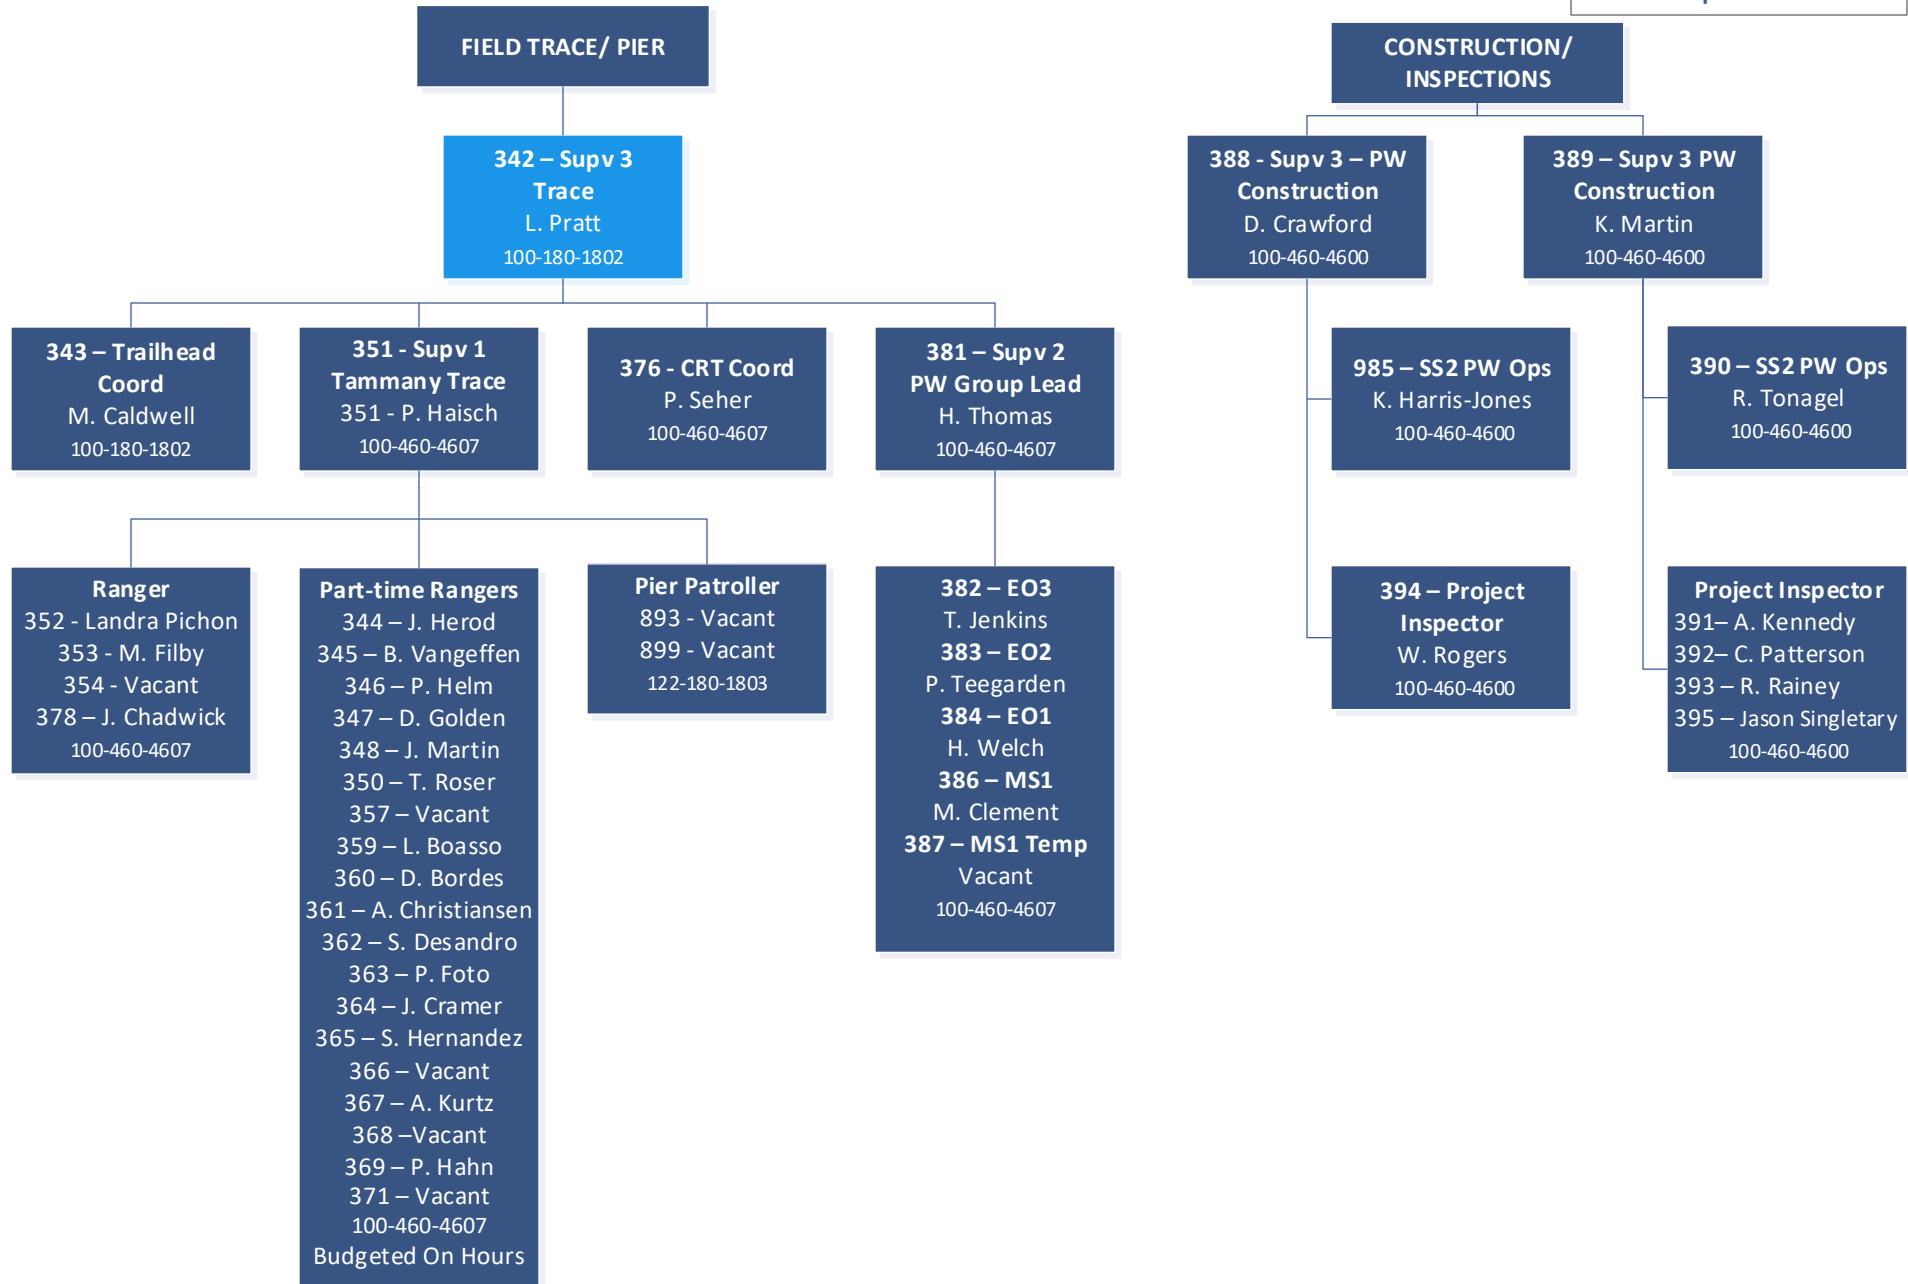 FIELD TRACE/ PIER
342 – Supv 3
Trace
L. Pratt
100-180-1802
343 – Trailhead
Coord
M. Caldwell
100-180-1802
351 - Supv 1
Tammany Trace
351 - P. Haisch
100-460-4607
376 - CRT Coord
P. Seher
100-460-4607
381 – Supv 2
PW Group Lead
H. Thomas
100-460-4607
Ranger
352 - Landra Pichon
353 - M. Filby
354 - Vacant
378 – J. Chadwick
100-460-4607
Part-time Rangers
344 – J. Herod
345 – B. Vangeffen
346 – P. Helm
347 – D. Golden
348 – J. Martin
350 – T. Roser
357 – Vacant
359 – L. Boasso
360 – D. Bordes
361 – A. Christiansen
362 – S. Desandro
363 – P. Foto
364 – J. Cramer
365 – S. Hernandez
366 – Vacant
367 – A. Kurtz
368 –Vacant
369 – P. Hahn
371 – Vacant
100-460-4607
Budgeted On Hours
Pier Patroller
893 - Vacant
899 - Vacant
122-180-1803
382 – EO3
T. Jenkins
383 – EO2
P. Teegarden
384 – EO1
H. Welch
386 – MS1
M. Clement
387 – MS1 Temp
Vacant
100-460-4607
CONSTRUCTION/
INSPECTIONS
388 - Supv 3 – PW
Construction
D. Crawford
100-460-4600
389 – Supv 3 PW
Construction
K. Martin
100-460-4600
985 – SS2 PW Ops
K. Harris-Jones
100-460-4600
390 – SS2 PW Ops
R. Tonagel
100-460-4600
394 – Project
Inspector
W. Rogers
100-460-4600
Project Inspector
391– A. Kennedy
392– C. Patterson
393 – R. Rainey
395 – Jason Singletary
100-460-4600